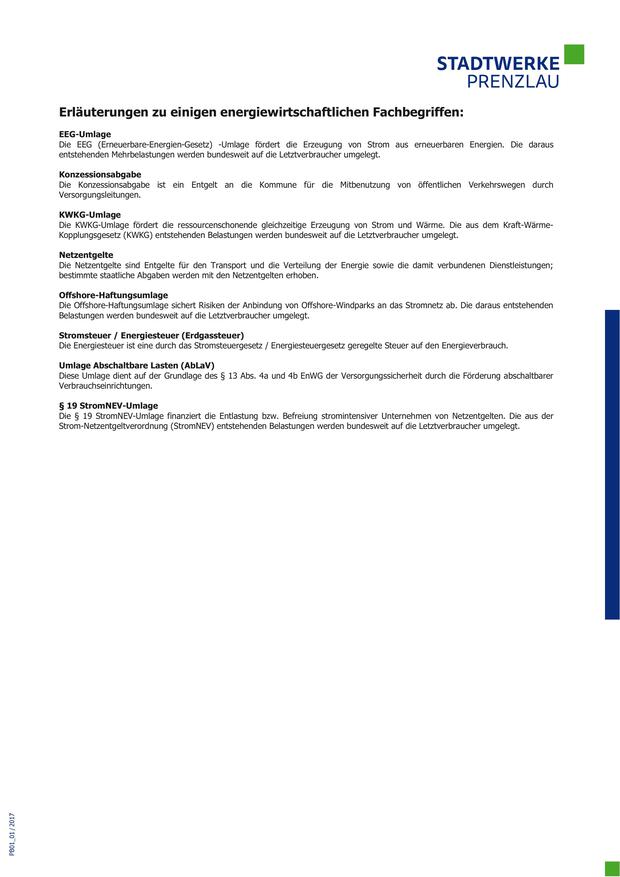 STADTWERKE
PRENZLAU
Erläuterungen zu einigen energiewirtschaftlichen Fachbegriffen:
EEG-Umlage
Die EEG (Erneuerbare-Energien-Gesetz) -Umlage fördert die Erzeugung von Strom aus erneuerbaren Energien. Die daraus
entstehenden Mehrbelastungen werden bundesweit auf die Letztverbraucher umgelegt.
Konzessionsabgabe
Die Konzessionsabgabe ist ein Entgelt an die Kommune für die Mitbenutzung von öffentlichen Verkehrswegen durch
Versorgungsleitungen.
KWKG-Umlage
Die KWKG-Umlage fördert die ressourcenschonende gleichzeitige Erzeugung von Strom und Wärme. Die aus dem Kraft-Wärme-
Kopplungsgesetz (KWKG) entstehenden Belastungen werden bundesweit auf die Letztverbraucher umgelegt.
Netzentgelte
Die Netzentgelte sind Entgelte für den Transport und die Verteilung der Energie sowie die damit verbundenen Dienstleistungen;
bestimmte staatliche Abgaben werden mit den Netzentgelten erhoben.
Offshore-Haftungsumlage
Die Offshore-Haftungsumlage sichert Risiken der Anbindung von Offshore-Windparks an das Stromnetz ab. Die daraus entstehenden
Belastungen werden bundesweit auf die Letztverbraucher umgelegt.
Stromsteuer / Energiesteuer (Erdgassteuer)
Die Energiesteuer ist eine durch das Stromsteuergesetz / Energiesteuergesetz geregelte Steuer auf den Energieverbrauch.
Umlage Abschaltbare Lasten (AbLaV)
Diese Umlage dient auf der Grundlage des § 13 Abs. 4a und 4b EnWG der Versorgungssicherheit durch die Förderung abschaltbarer
Verbrauchseinrichtungen.
§ 19 StromNEV-Umlage
Die § 19 StromNEV-Umlage finanziert die Entlastung bzw. Befreiung stromintensiver Unternehmen von Netzentgelten. Die aus der
Strom-Netzentgeltverordnung (StromNEV) entstehenden Belastungen werden bundesweit auf die Letztverbraucher umgelegt.
PB01_01 / 2017